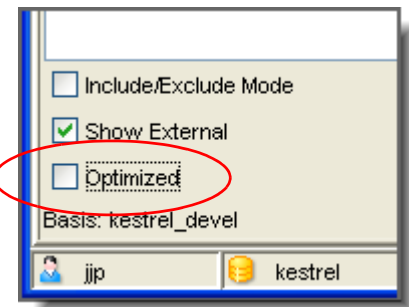 Include/Exclude Mode
Show External
Optimized
Basis: kestrel_devel
jjp kestrel